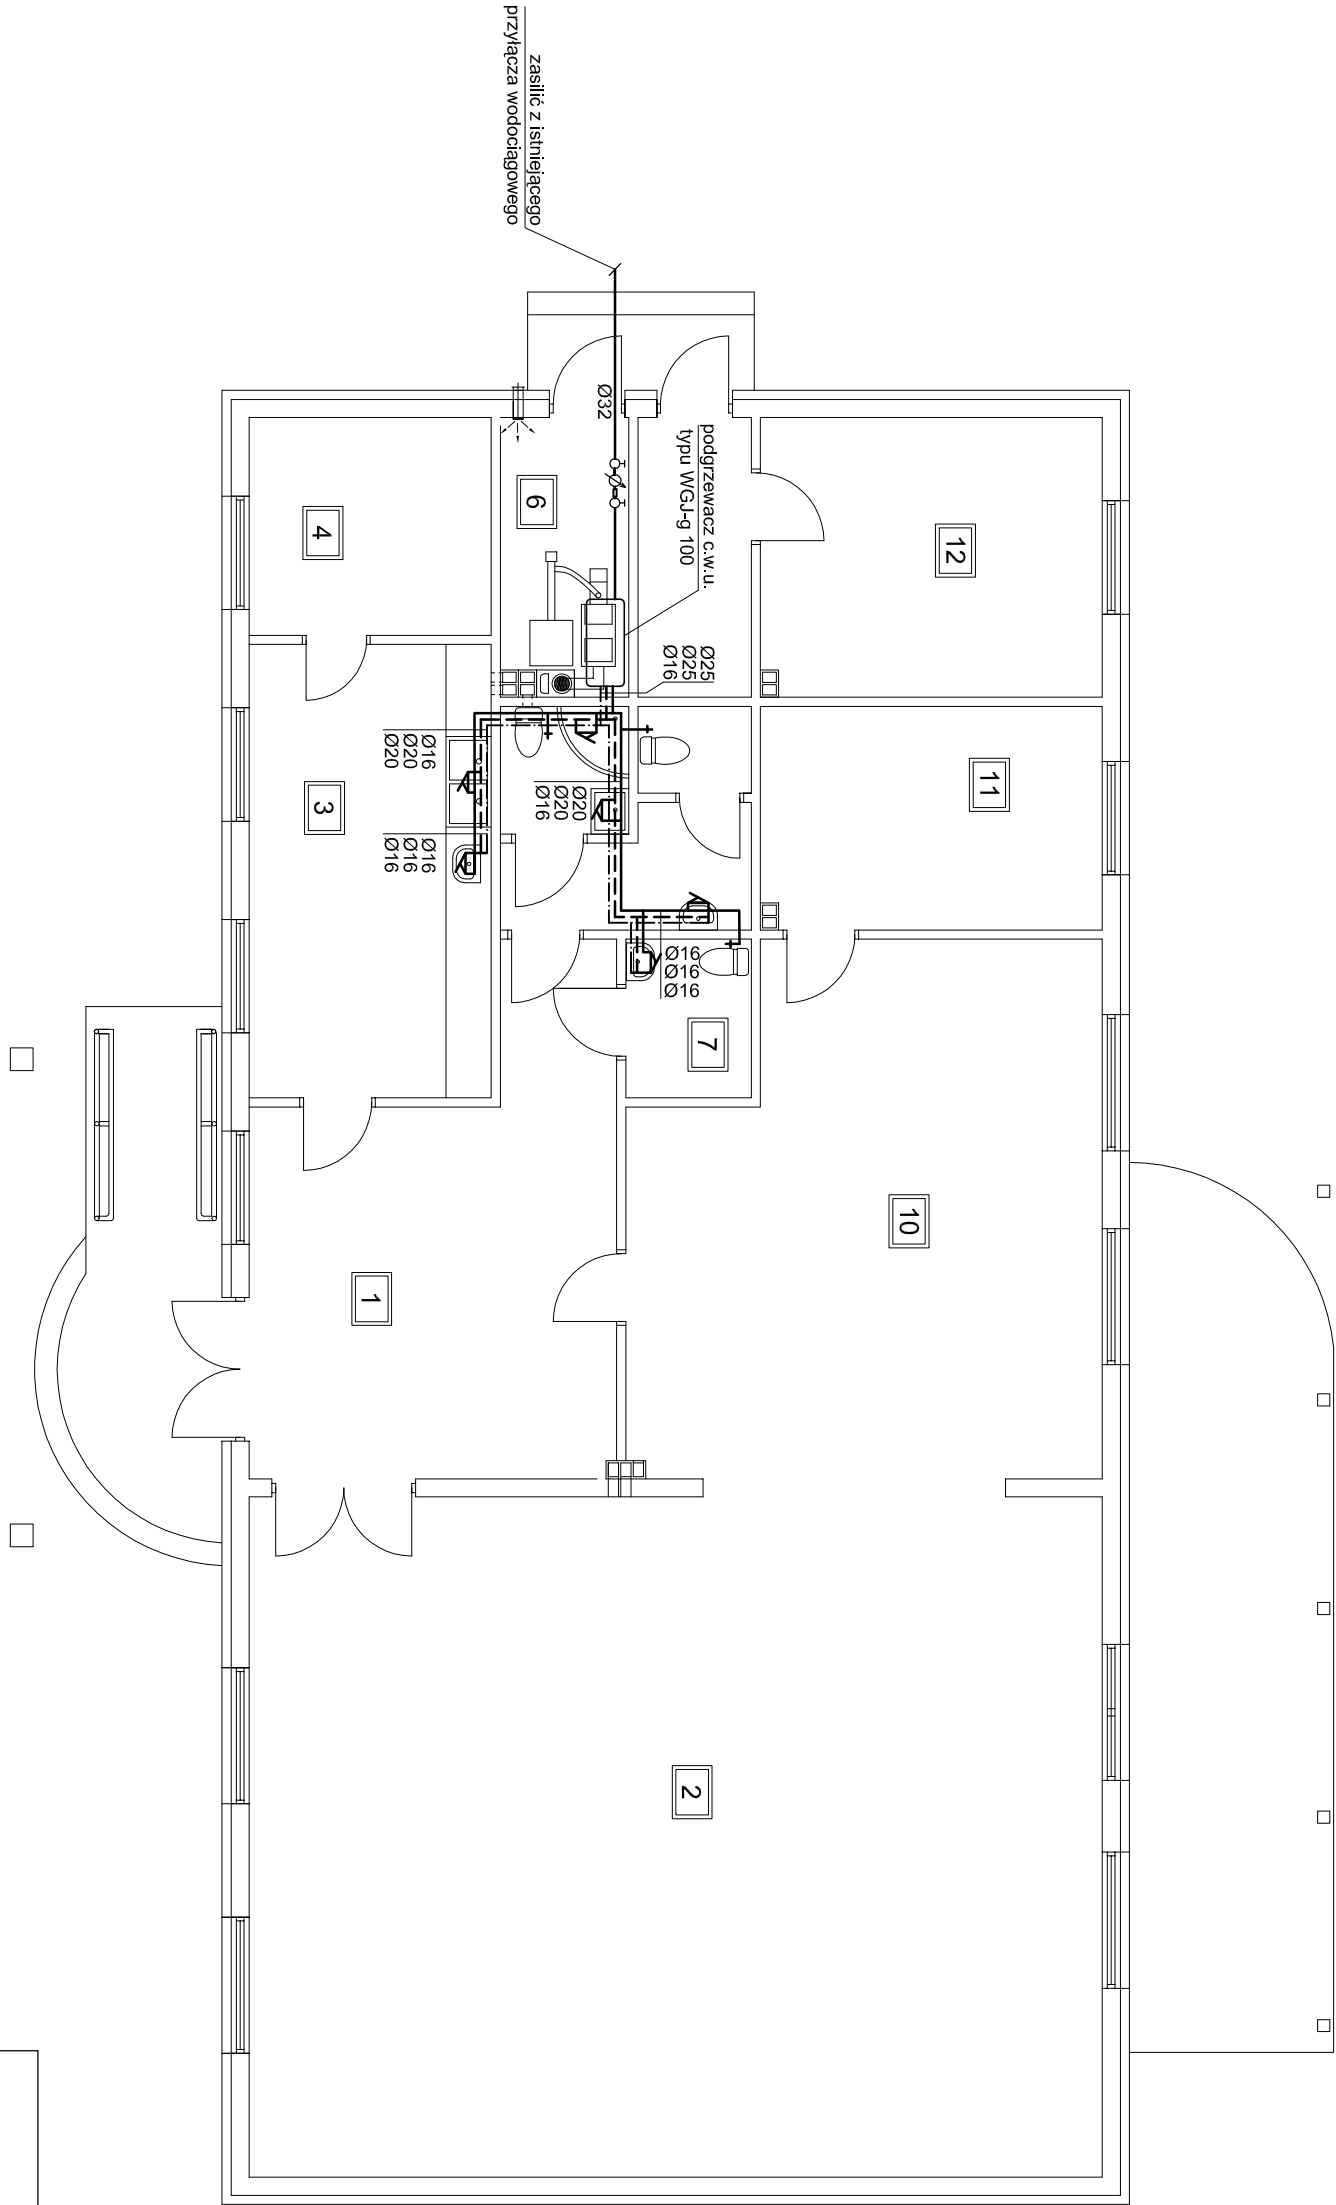 zasilić z istniejącego
przyłącza wodociągowego
Ø32
podgrzewacz c.w.u.
typu WGJ-g 100
6
4
12
Ø25
Ø25
Ø16
11
3
Ø16
Ø20
Ø20
Ø20
Ø20
Ø16
Ø16
Ø16
Ø16
Ø16
Ø16
Ø16
7
10
1
2